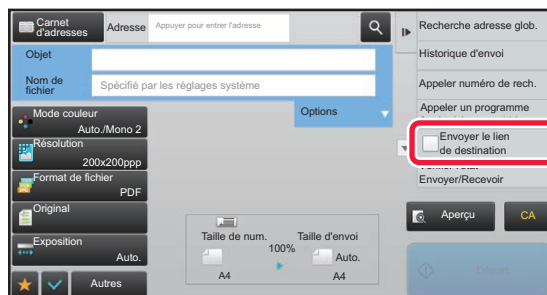 Carnet
d'adresses
Adresse
Appuyer pour entrer l'adresse
Objet
Nom de
fichier
Spécifié par les réglages système
Options
Mode couleur
Auto./Mono 2
Résolution
200x200ppp
Format de fichier
PDF
Original
Exposition
Auto.
Autres
Taille de num.
100%
Taille d'envoi
A4
Auto.
A4
Recherche adresse glob.
Historique d'envoi
Appeler numéro de rech.
Appeler un programme
Envoyer le lien
de destination
Envoyer/Recevoir
Aperçu
CA
Départ